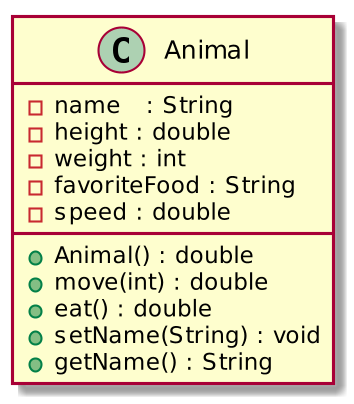 C Animal
name : String
height : double
weight : int
favoriteFood : String
speed : double
Animal() : double
move(int) : double
eat() : double
setName(String) : void
getName() : String